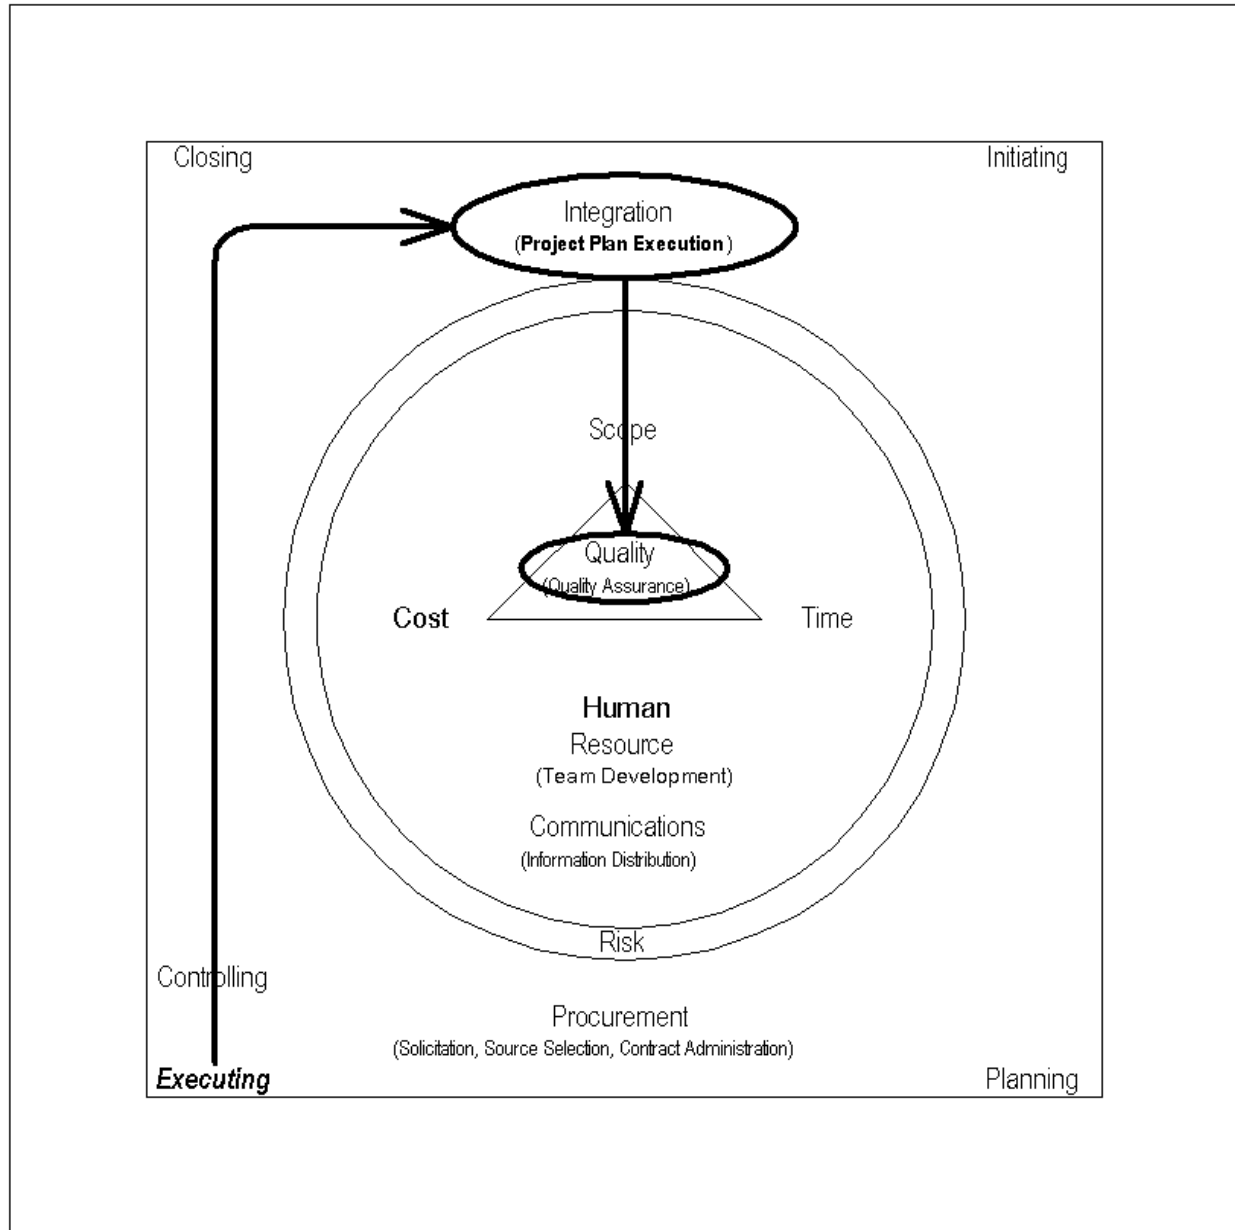 Closing
Initiating
Integration
(Project Plan Execution)
Scope
Quality
(Quality Assurance)
Cost
Time
Human
Resource
(Team Development)
Communications
(Information Distribution)
Risk
Controlling
Procurement
(Solicitation, Source Selection, Contract Administration)
Executing
Planning